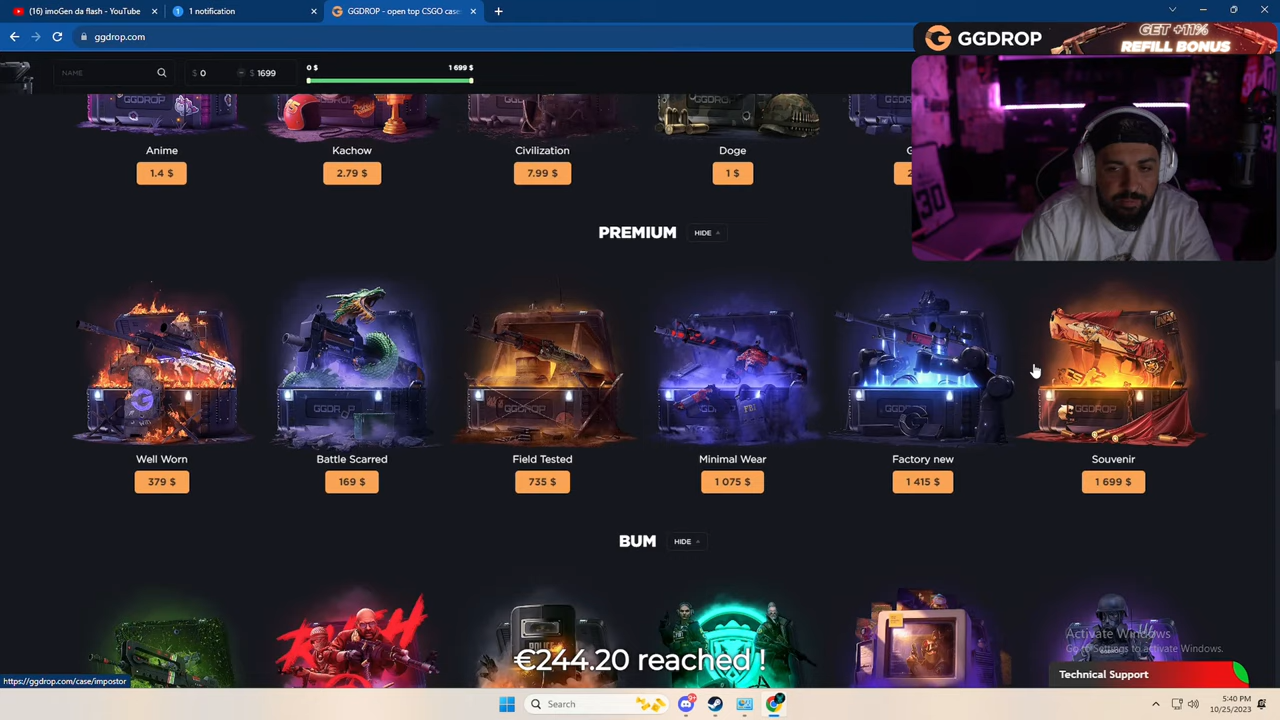 (16) imoGen da flash - YouTube
1 notification
GGDROP - open top CSGO case
ggdrop.com
GGDROP
GET +11%
REFILL BONUS
NAME
$ 0
$ 1699
0 $
1 699 $
Anime
Kachow
Civilization
Doge
1.4 $
2.79 $
7.99 $
1 $
PREMIUM
HIDE
Well Worn
Battle Scarred
Field Tested
Minimal Wear
Factory new
Souvenir
379 $
169 $
735 $
1 075 $
1 415 $
1 699 $
BUM
HIDE
€244.20 reached !
Activate Windows
Go to Settings to activate Windows.
Technical Support
https://ggdrop.com/case/impostor
Search
5:40 PM
10/25/2023